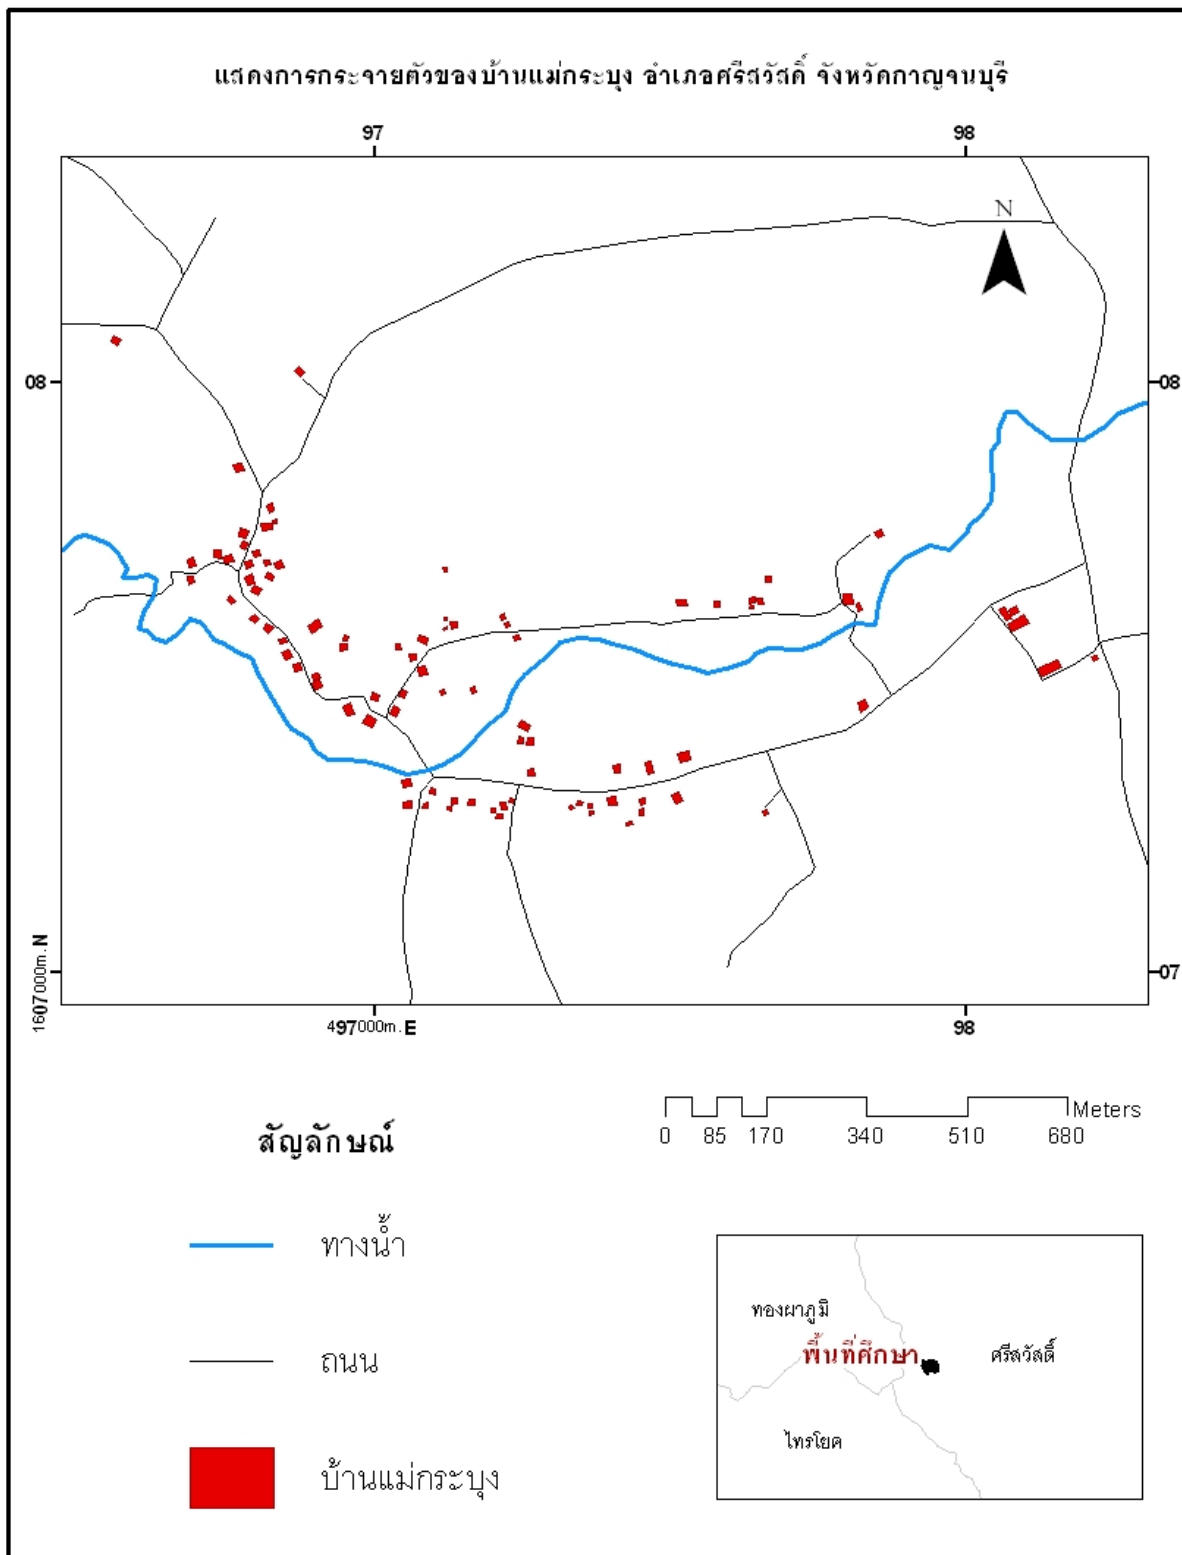 แสดงการกระจายตัวของบ้านแม่กระบุง อำเภอศรีสวัสดิ์ จังหวัดกาญจนบุรี
97 98
N
08 08
1607000m.N 07
497000m.E 98
Meters
0 85 170 340 510 680
สัญลักษณ์
ทางน้ำ
ถนน
บ้านแม่กระบุง
ทองผาภูมิ
พื้นที่ศึกษา
ศรีสวัสดิ์
ไทรโยค